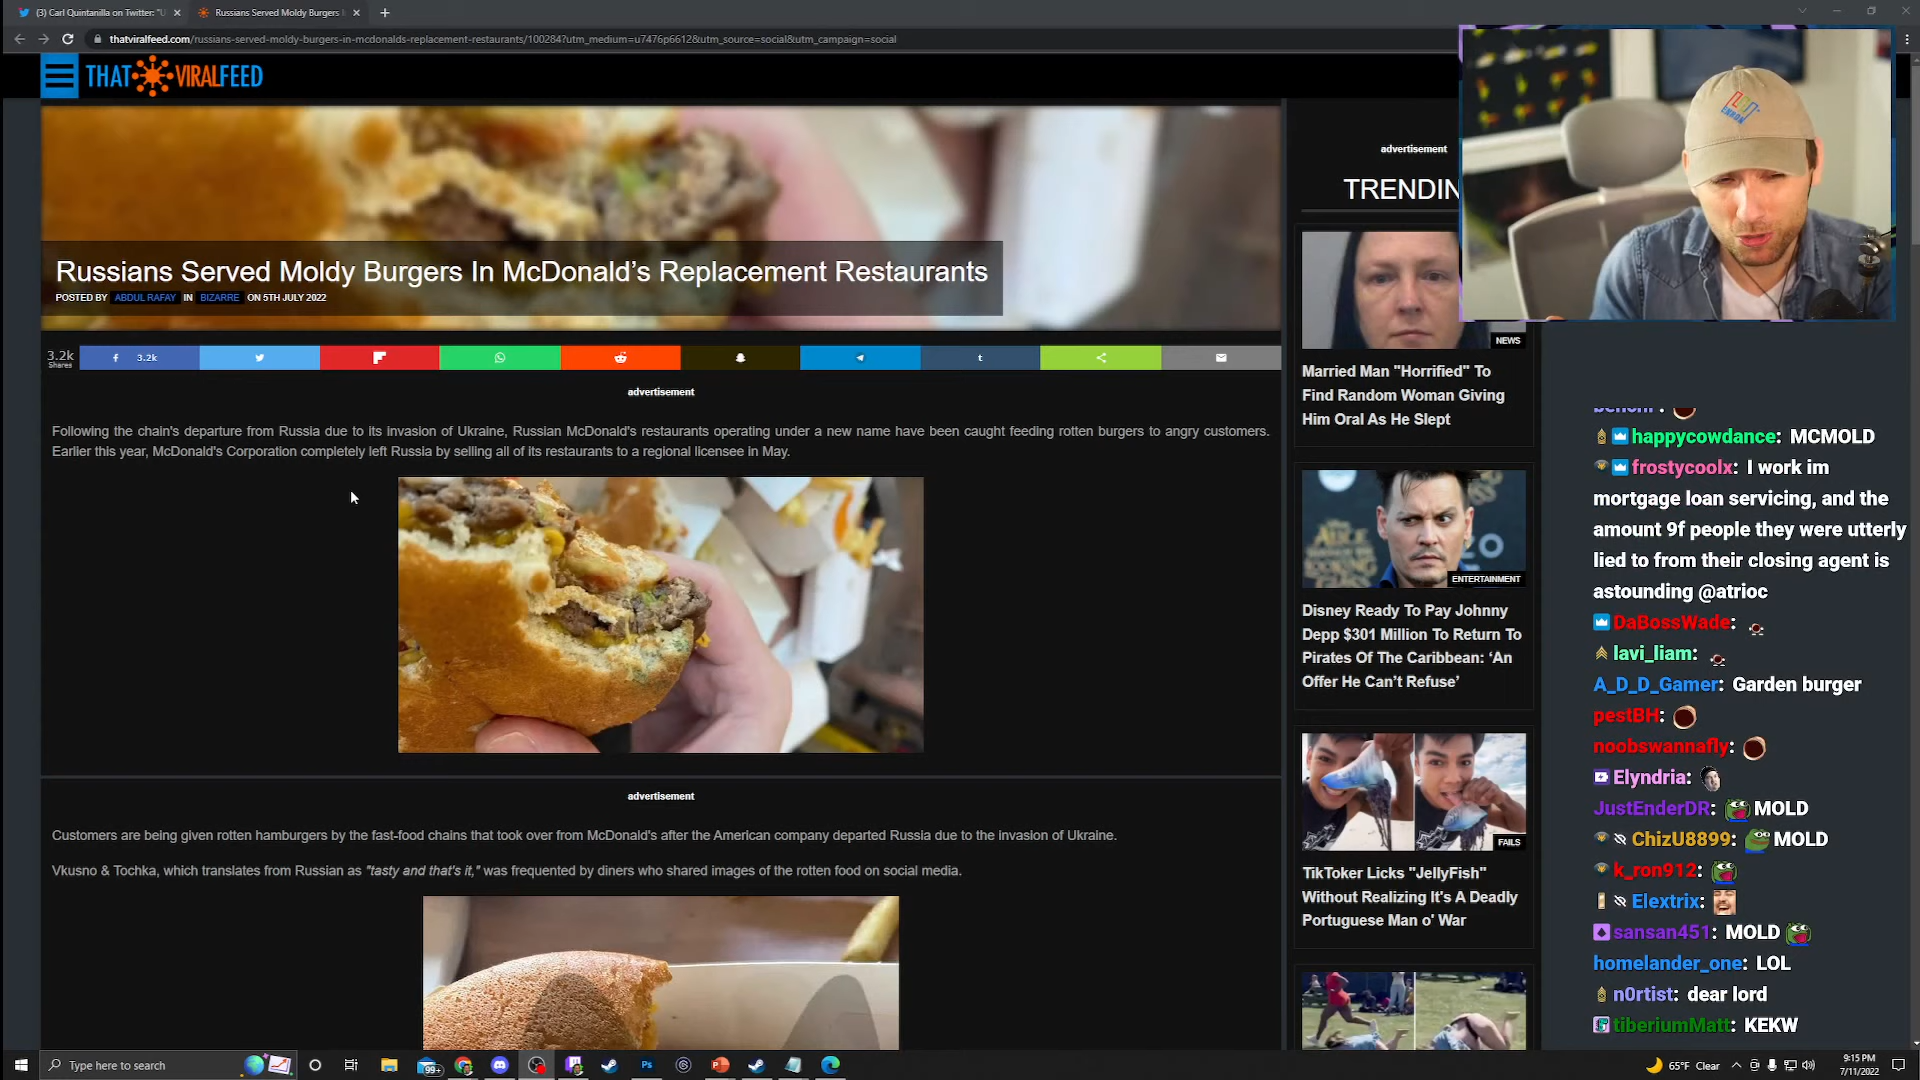 (3) Carl Quintanilla on Twitter: "U
Russians Served Moldy Burgers I
thatviralfeed.com/russians-served-moldy-burgers-in-mcdonalds-replacement-restaurants/100284?utm_medium=u7476p6612&utm_source=social&utm_campaign=social
THAT VIRALFEED
Russians Served Moldy Burgers In McDonald's Replacement Restaurants
POSTED BY ABDUL RAFAY IN BIZARRE ON 5TH JULY 2022
3.2k
Shares
3.2k
advertisement
Following the chain's departure from Russia due to its invasion of Ukraine, Russian McDonald's restaurants operating under a new name have been caught feeding rotten burgers to angry customers.
Earlier this year, McDonald's Corporation completely left Russia by selling all of its restaurants to a regional licensee in May.
advertisement
Customers are being given rotten hamburgers by the fast-food chains that took over from McDonald's after the American company departed Russia due to the invasion of Ukraine.
Vkusno & Tochka, which translates from Russian as "tasty and that's it," was frequented by diners who shared images of the rotten food on social media.
advertisement
TRENDIN
NEWS
Married Man "Horrified" To
Find Random Woman Giving
Him Oral As He Slept
ENTERTAINMENT
Disney Ready To Pay Johnny
Depp $301 Million To Return To
Pirates Of The Caribbean: 'An
Offer He Can't Refuse'
FAILS
TikToker Licks "JellyFish"
Without Realizing It's A Deadly
Portuguese Man o' War
ENRON
happycowdance: MCMOLD
frostycoolx: I work im
mortgage loan servicing, and the
amount 9f people they were utterly
lied to from their closing agent is
astounding @atrioc
DaBossWade:
lavi_liam:
A_D_D_Gamer: Garden burger
pestBH:
noobswannafly:
Elyndria:
JustEnderDR: MOLD
ChizU8899: MOLD
k_ron912:
Elextrix:
sansan451: MOLD
homelander_one: LOL
n0rtist: dear lord
tiberiumMatt: KEKW
Type here to search
99+
65°F Clear
9:15 PM
7/11/2022